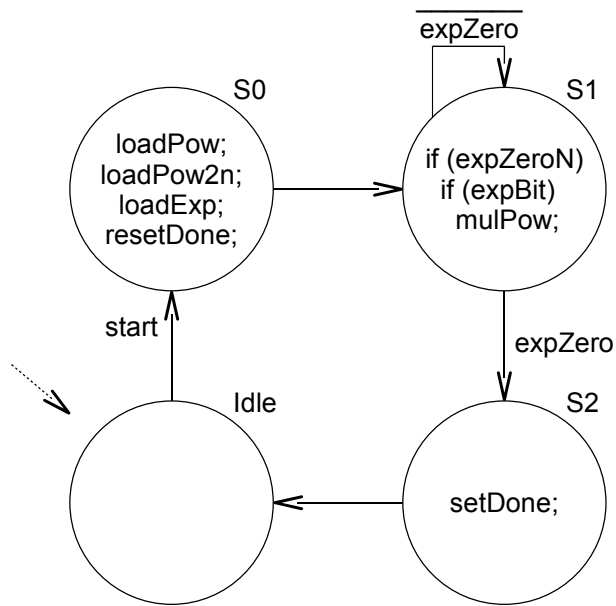 expZero
S0
S1
loadPow;
loadPow2n;
loadExp;
resetDone;
if (expZeroN)
if (expBit)
mulPow;
start
expZero
Idle
S2
setDone;